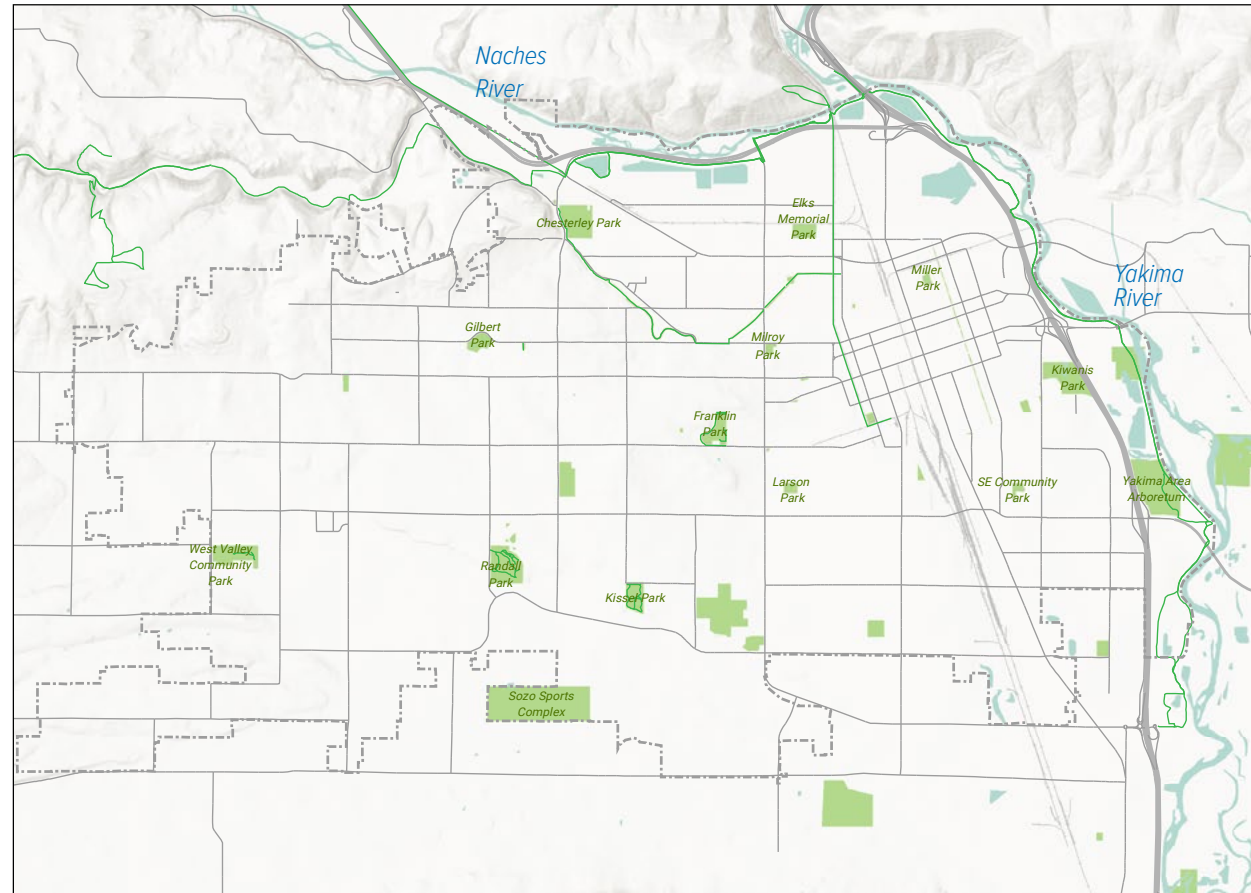 Naches
River
Elks
Memorial
Park
Chesterley Park
Yakima
River
Miller
Park
Gilbert
Park
Milroy
Park
Kiwanis
Park
Franklin
Park
Larson
Park
SE Community
Park
Yakima Area
Arboretum
West Valley
Community
Park
Randall
Park
Kissel Park
Sozo Sports
Complex